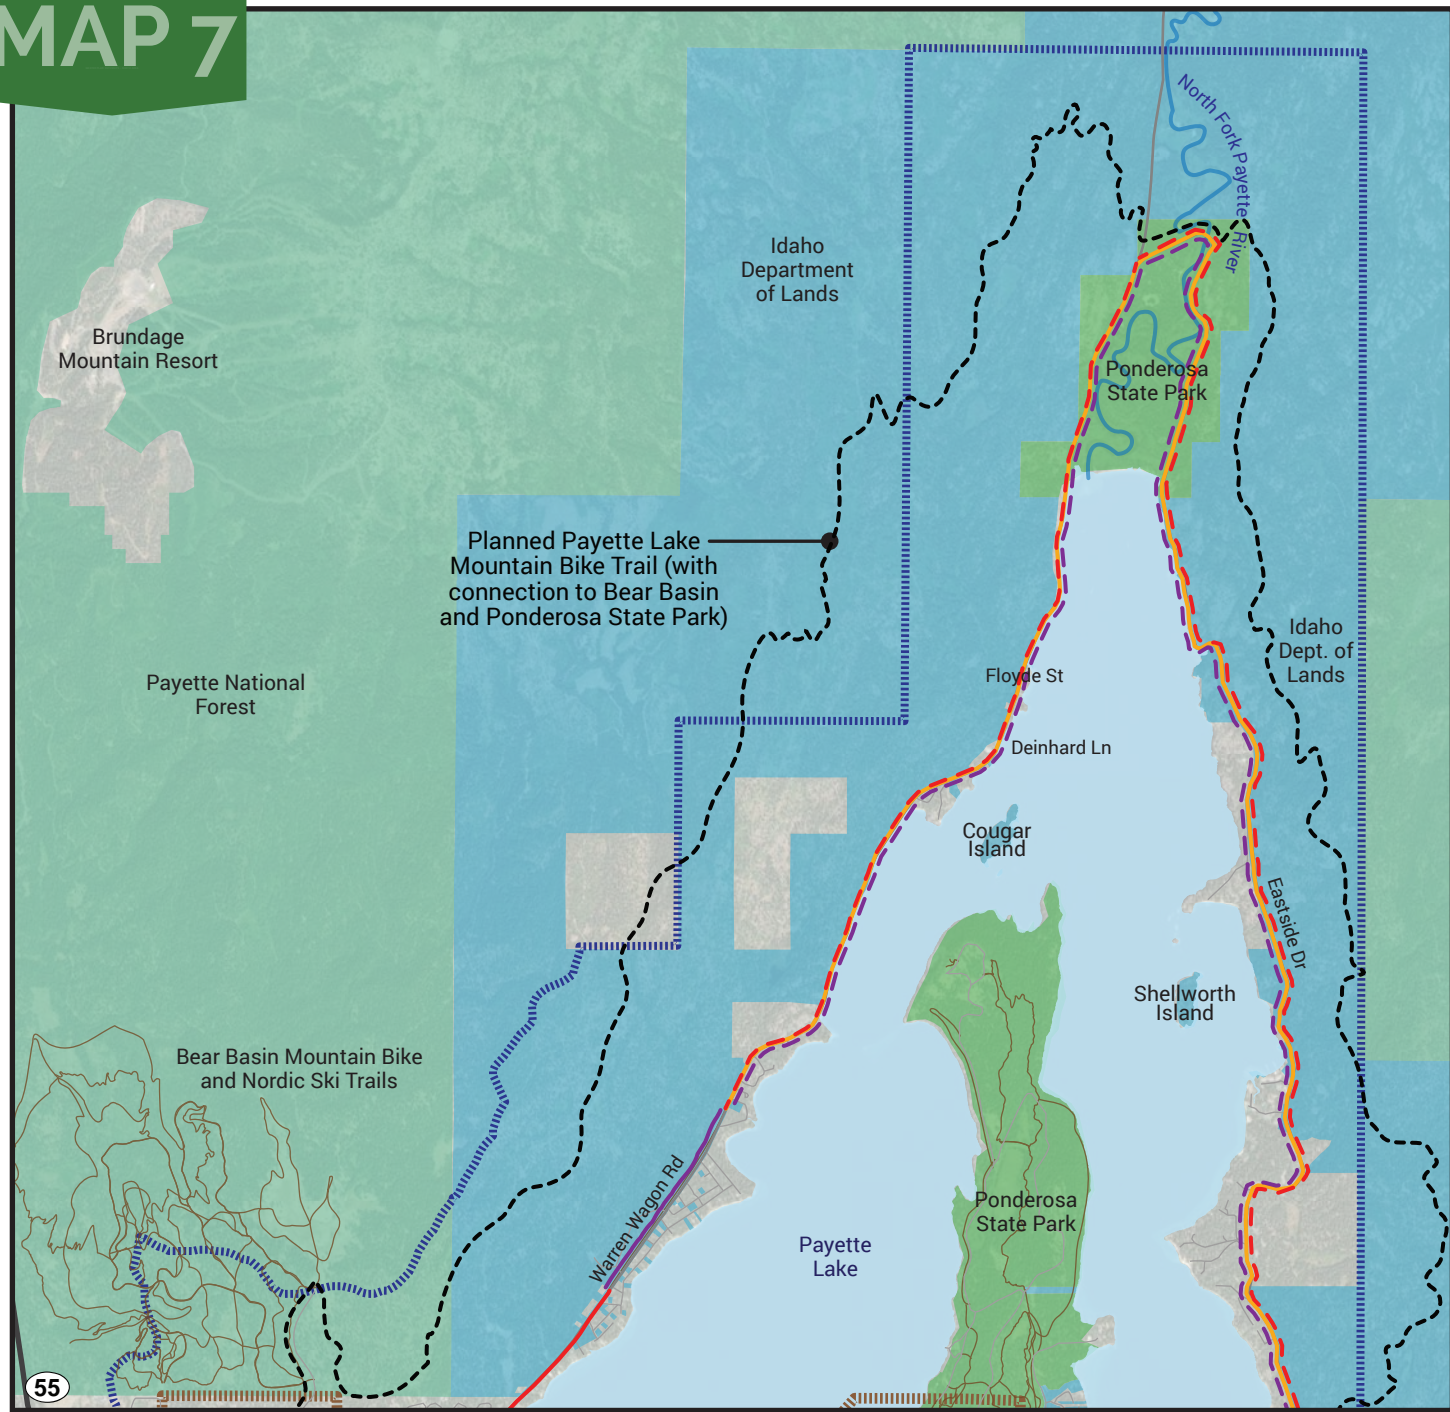 MAP 7
North Fork Payette River
Idaho
Department
of Lands
Brundage
Mountain Resort
Ponderosa
State Park
Planned Payette Lake
Mountain Bike Trail (with
connection to Bear Basin
and Ponderosa State Park)
Idaho
Dept. of
Lands
Floyde St
Payette National
Forest
Deinhard Ln
Cougar
Island
Eastside Dr
Shellworth
Island
Bear Basin Mountain Bike
and Nordic Ski Trails
Warren Wagon Rd
Ponderosa
State Park
Payette
Lake
55